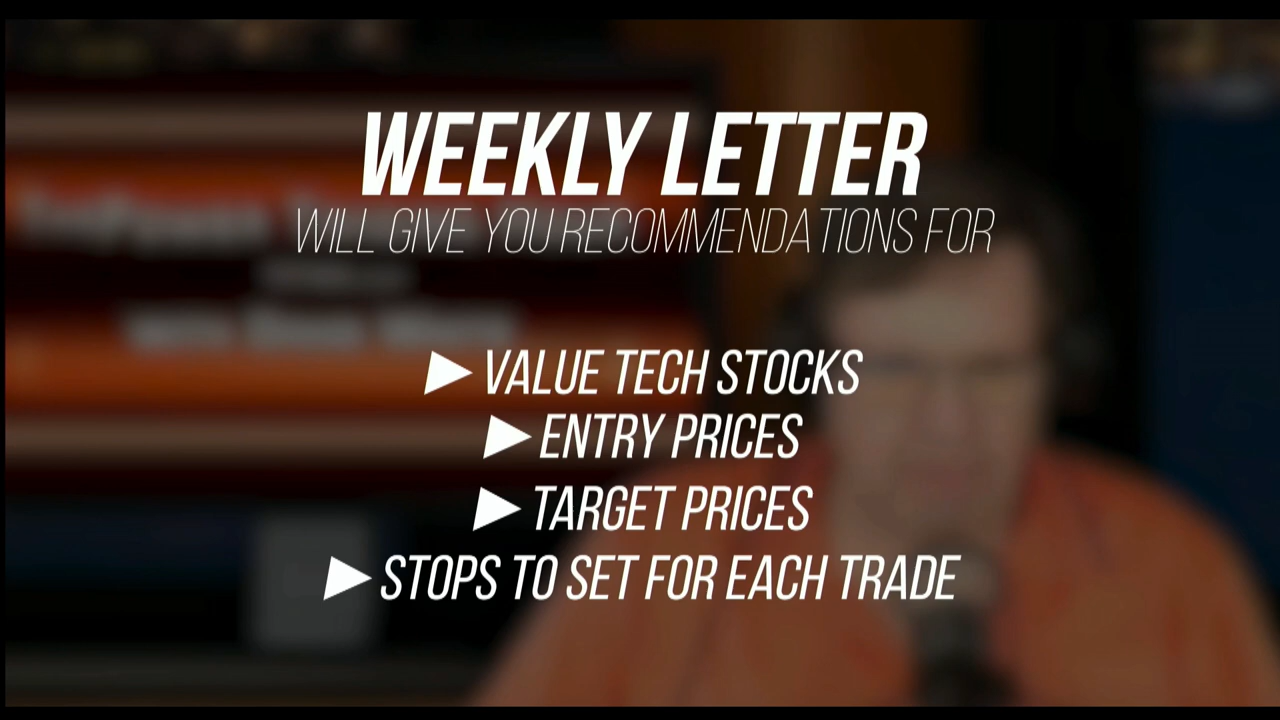 WEEKLY LETTER
WILL GIVE YOU RECOMMENDATIONS FOR
▶ VALUE TECH STOCKS
▶ ENTRY PRICES
▶ TARGET PRICES
▶ STOPS TO SET FOR EACH TRADE